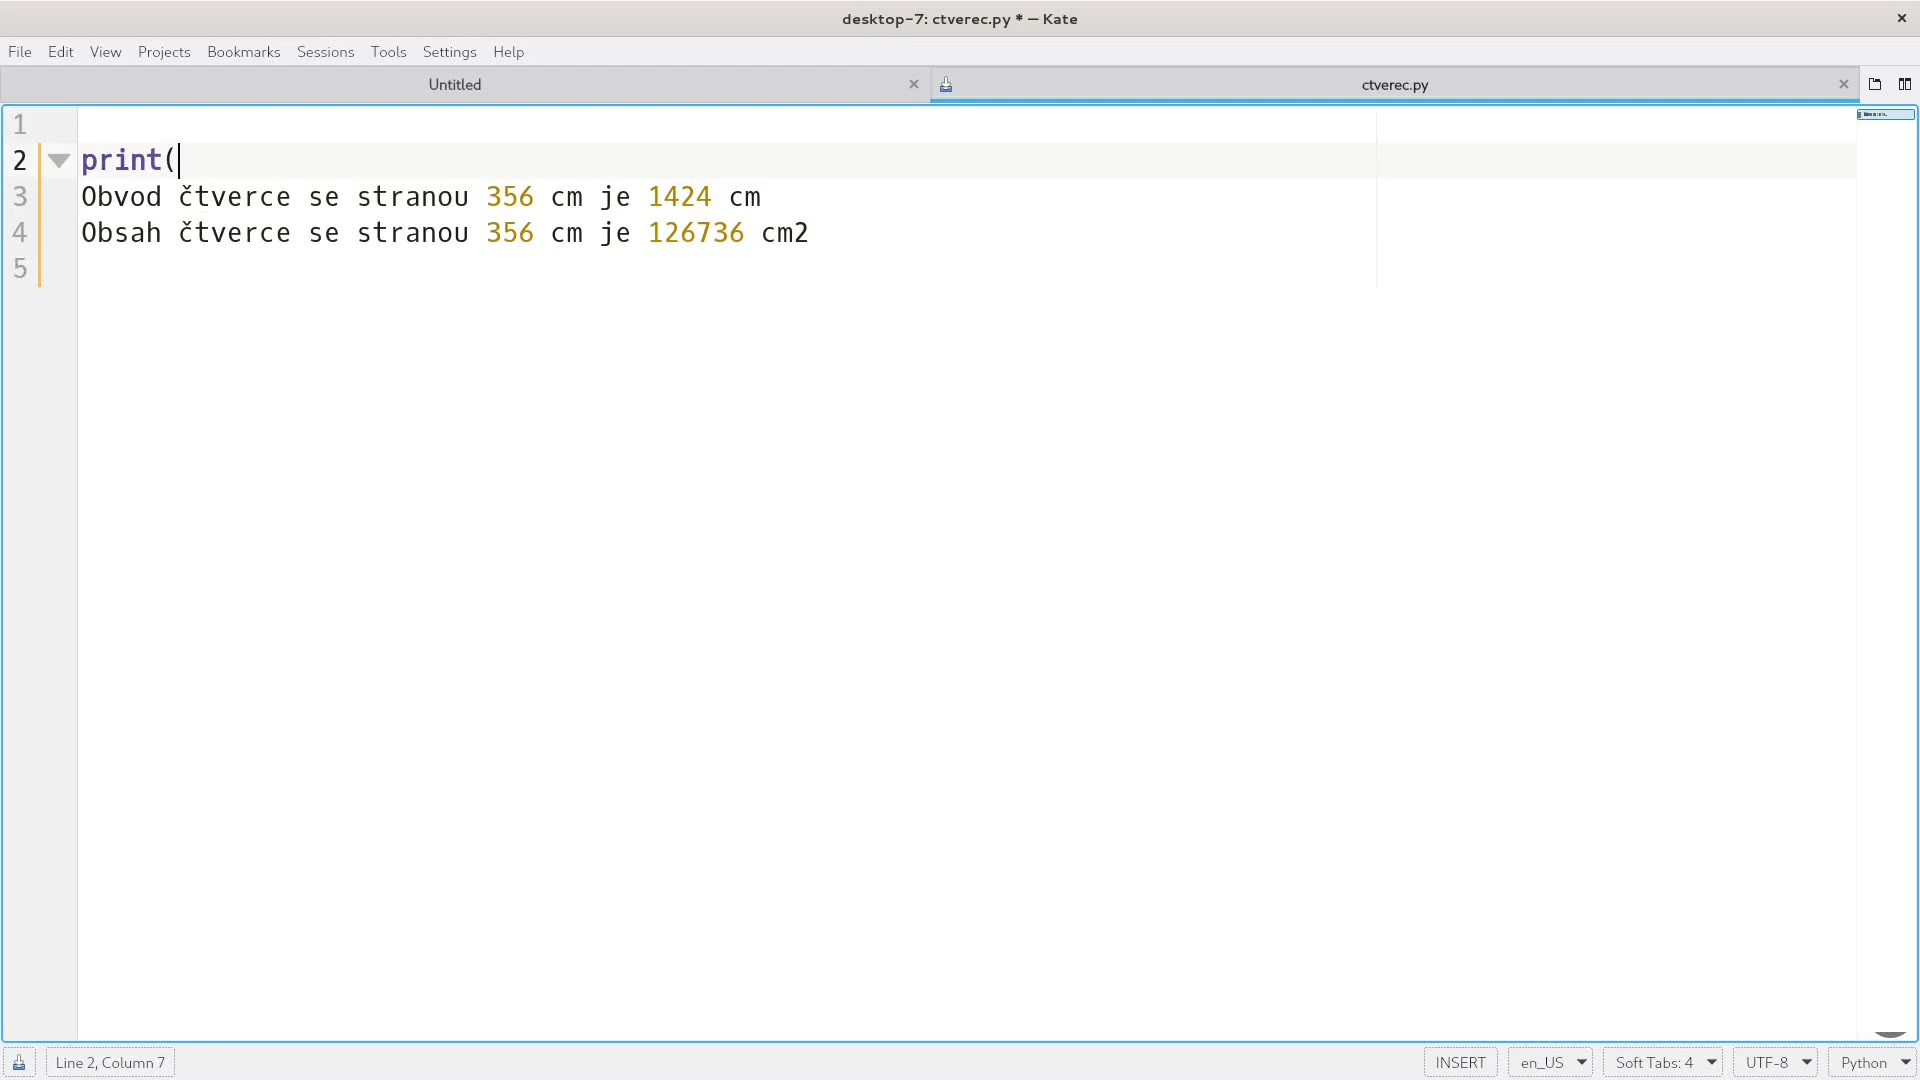 desktop-7: ctverec.py * — Kate
File Edit View Projects Bookmarks Sessions Tools Settings Help
Untitled ctverec.py
1
2 print(
3 Obvod čtverce se stranou 356 cm je 1424 cm
4 Obsah čtverce se stranou 356 cm je 126736 cm2
5
Line 2, Column 7 INSERT en_US Soft Tabs: 4 UTF-8 Python